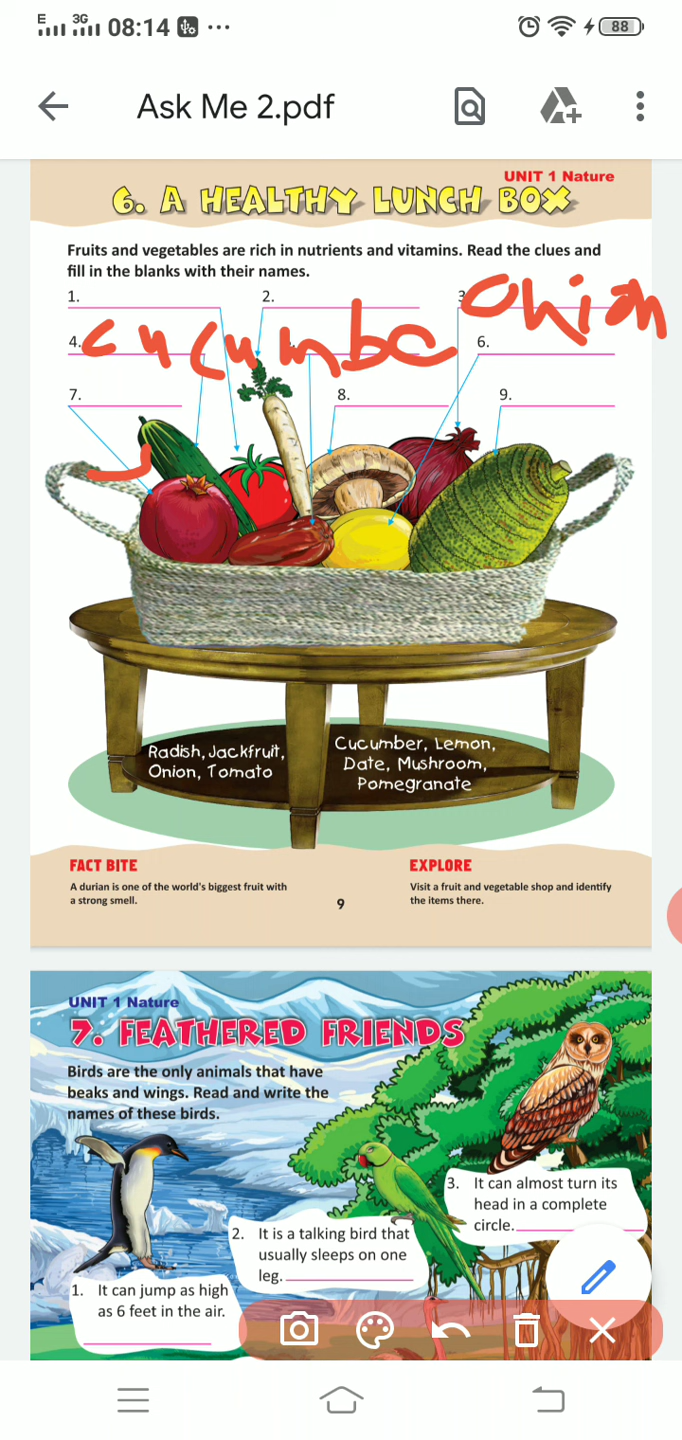 E 3G 08:14 88
Ask Me 2.pdf
UNIT 1 Nature
6. A HEALTHY LUNCH BOX
Fruits and vegetables are rich in nutrients and vitamins. Read the clues and
fill in the blanks with their names.
1. 2. 3 onion
4. cucumbe 6.
7. 8. 9.
Radish, Jackfruit,
Onion, Tomato
Cucumber, Lemon,
Date, Mushroom,
Pomegranate
FACT BITE
A durian is one of the world's biggest fruit with
a strong smell.
EXPLORE
Visit a fruit and vegetable shop and identify
the items there.
9
UNIT 1 Nature
7. FEATHERED FRIENDS
Birds are the only animals that have
beaks and wings. Read and write the
names of these birds.
3. It can almost turn its
head in a complete
circle.
2. It is a talking bird that
usually sleeps on one
leg.
1. It can jump as high
as 6 feet in the air.